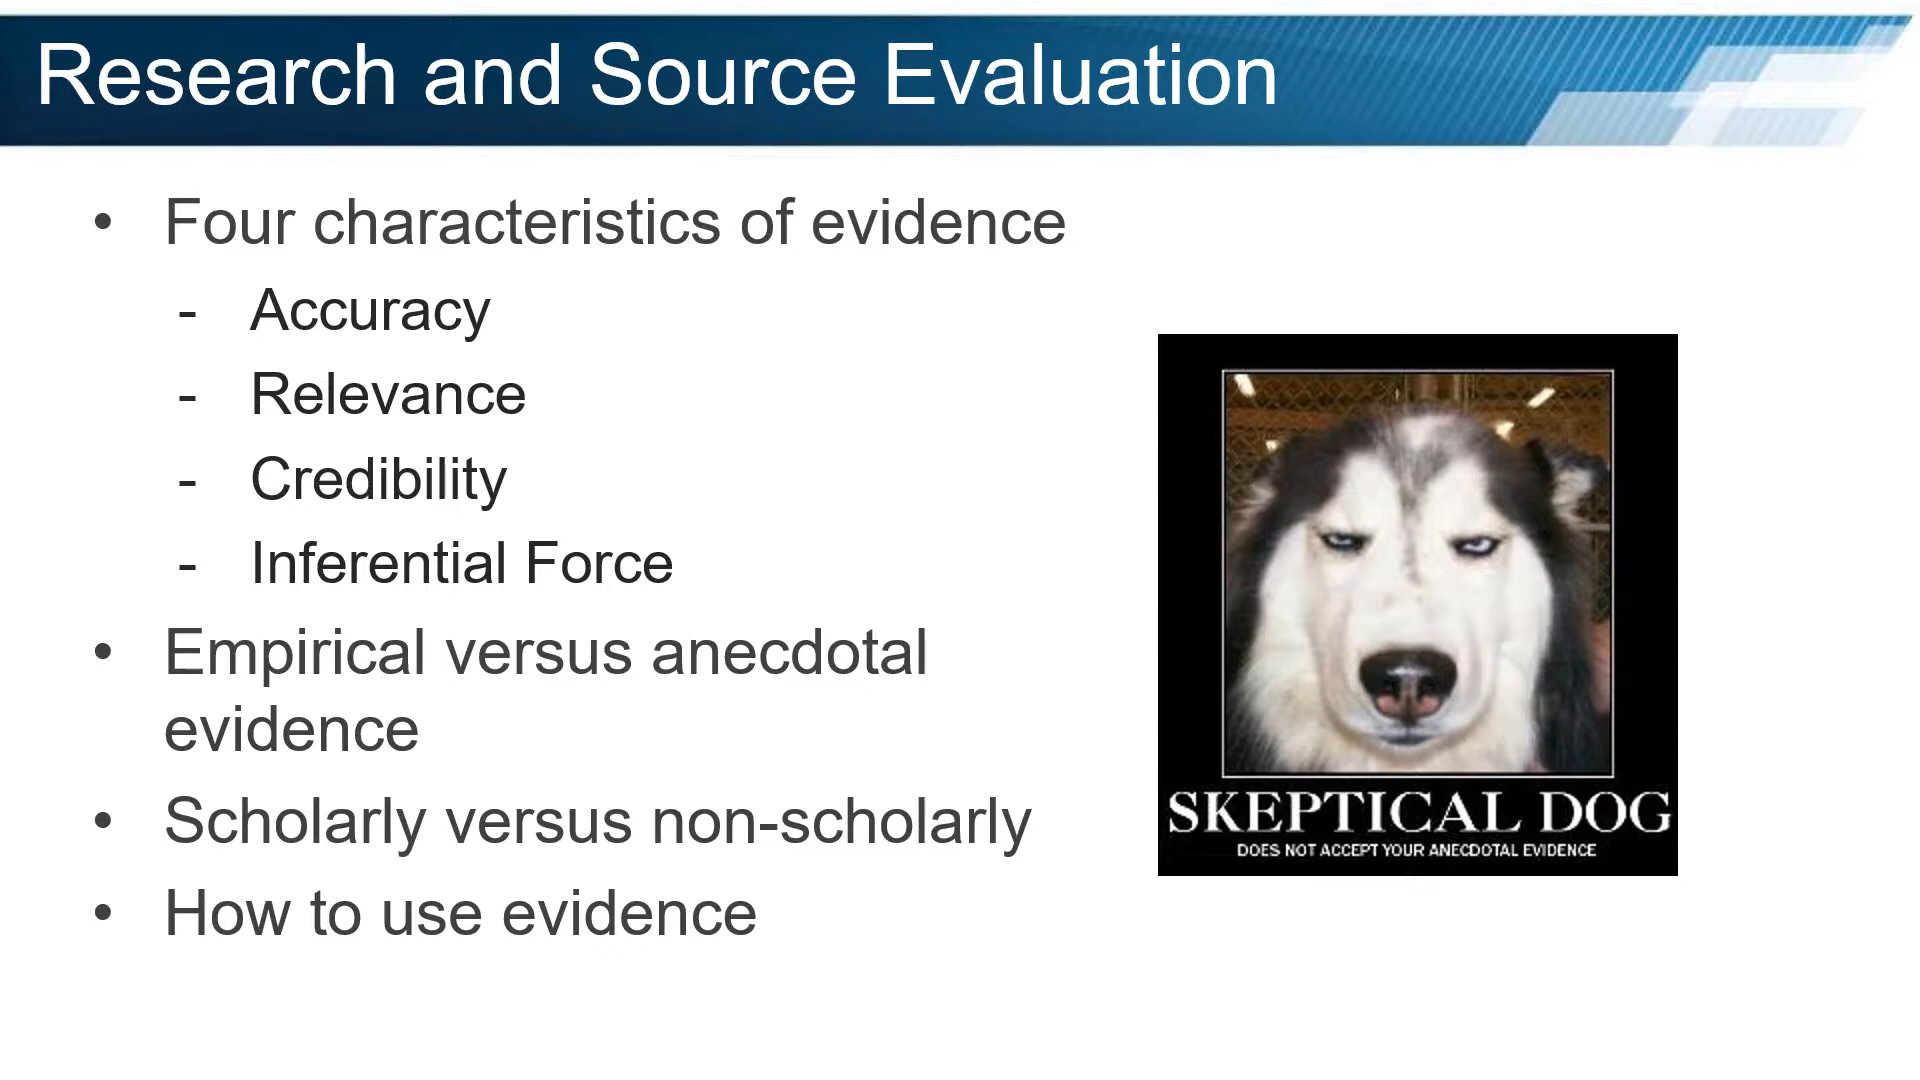 Research and Source Evaluation
• Four characteristics of evidence
- Accuracy
- Relevance
- Credibility
- Inferential Force
• Empirical versus anecdotal
evidence
• Scholarly versus non-scholarly
• How to use evidence
SKEPTICAL DOG
DOES NOT ACCEPT YOUR ANECDOTAL EVIDENCE